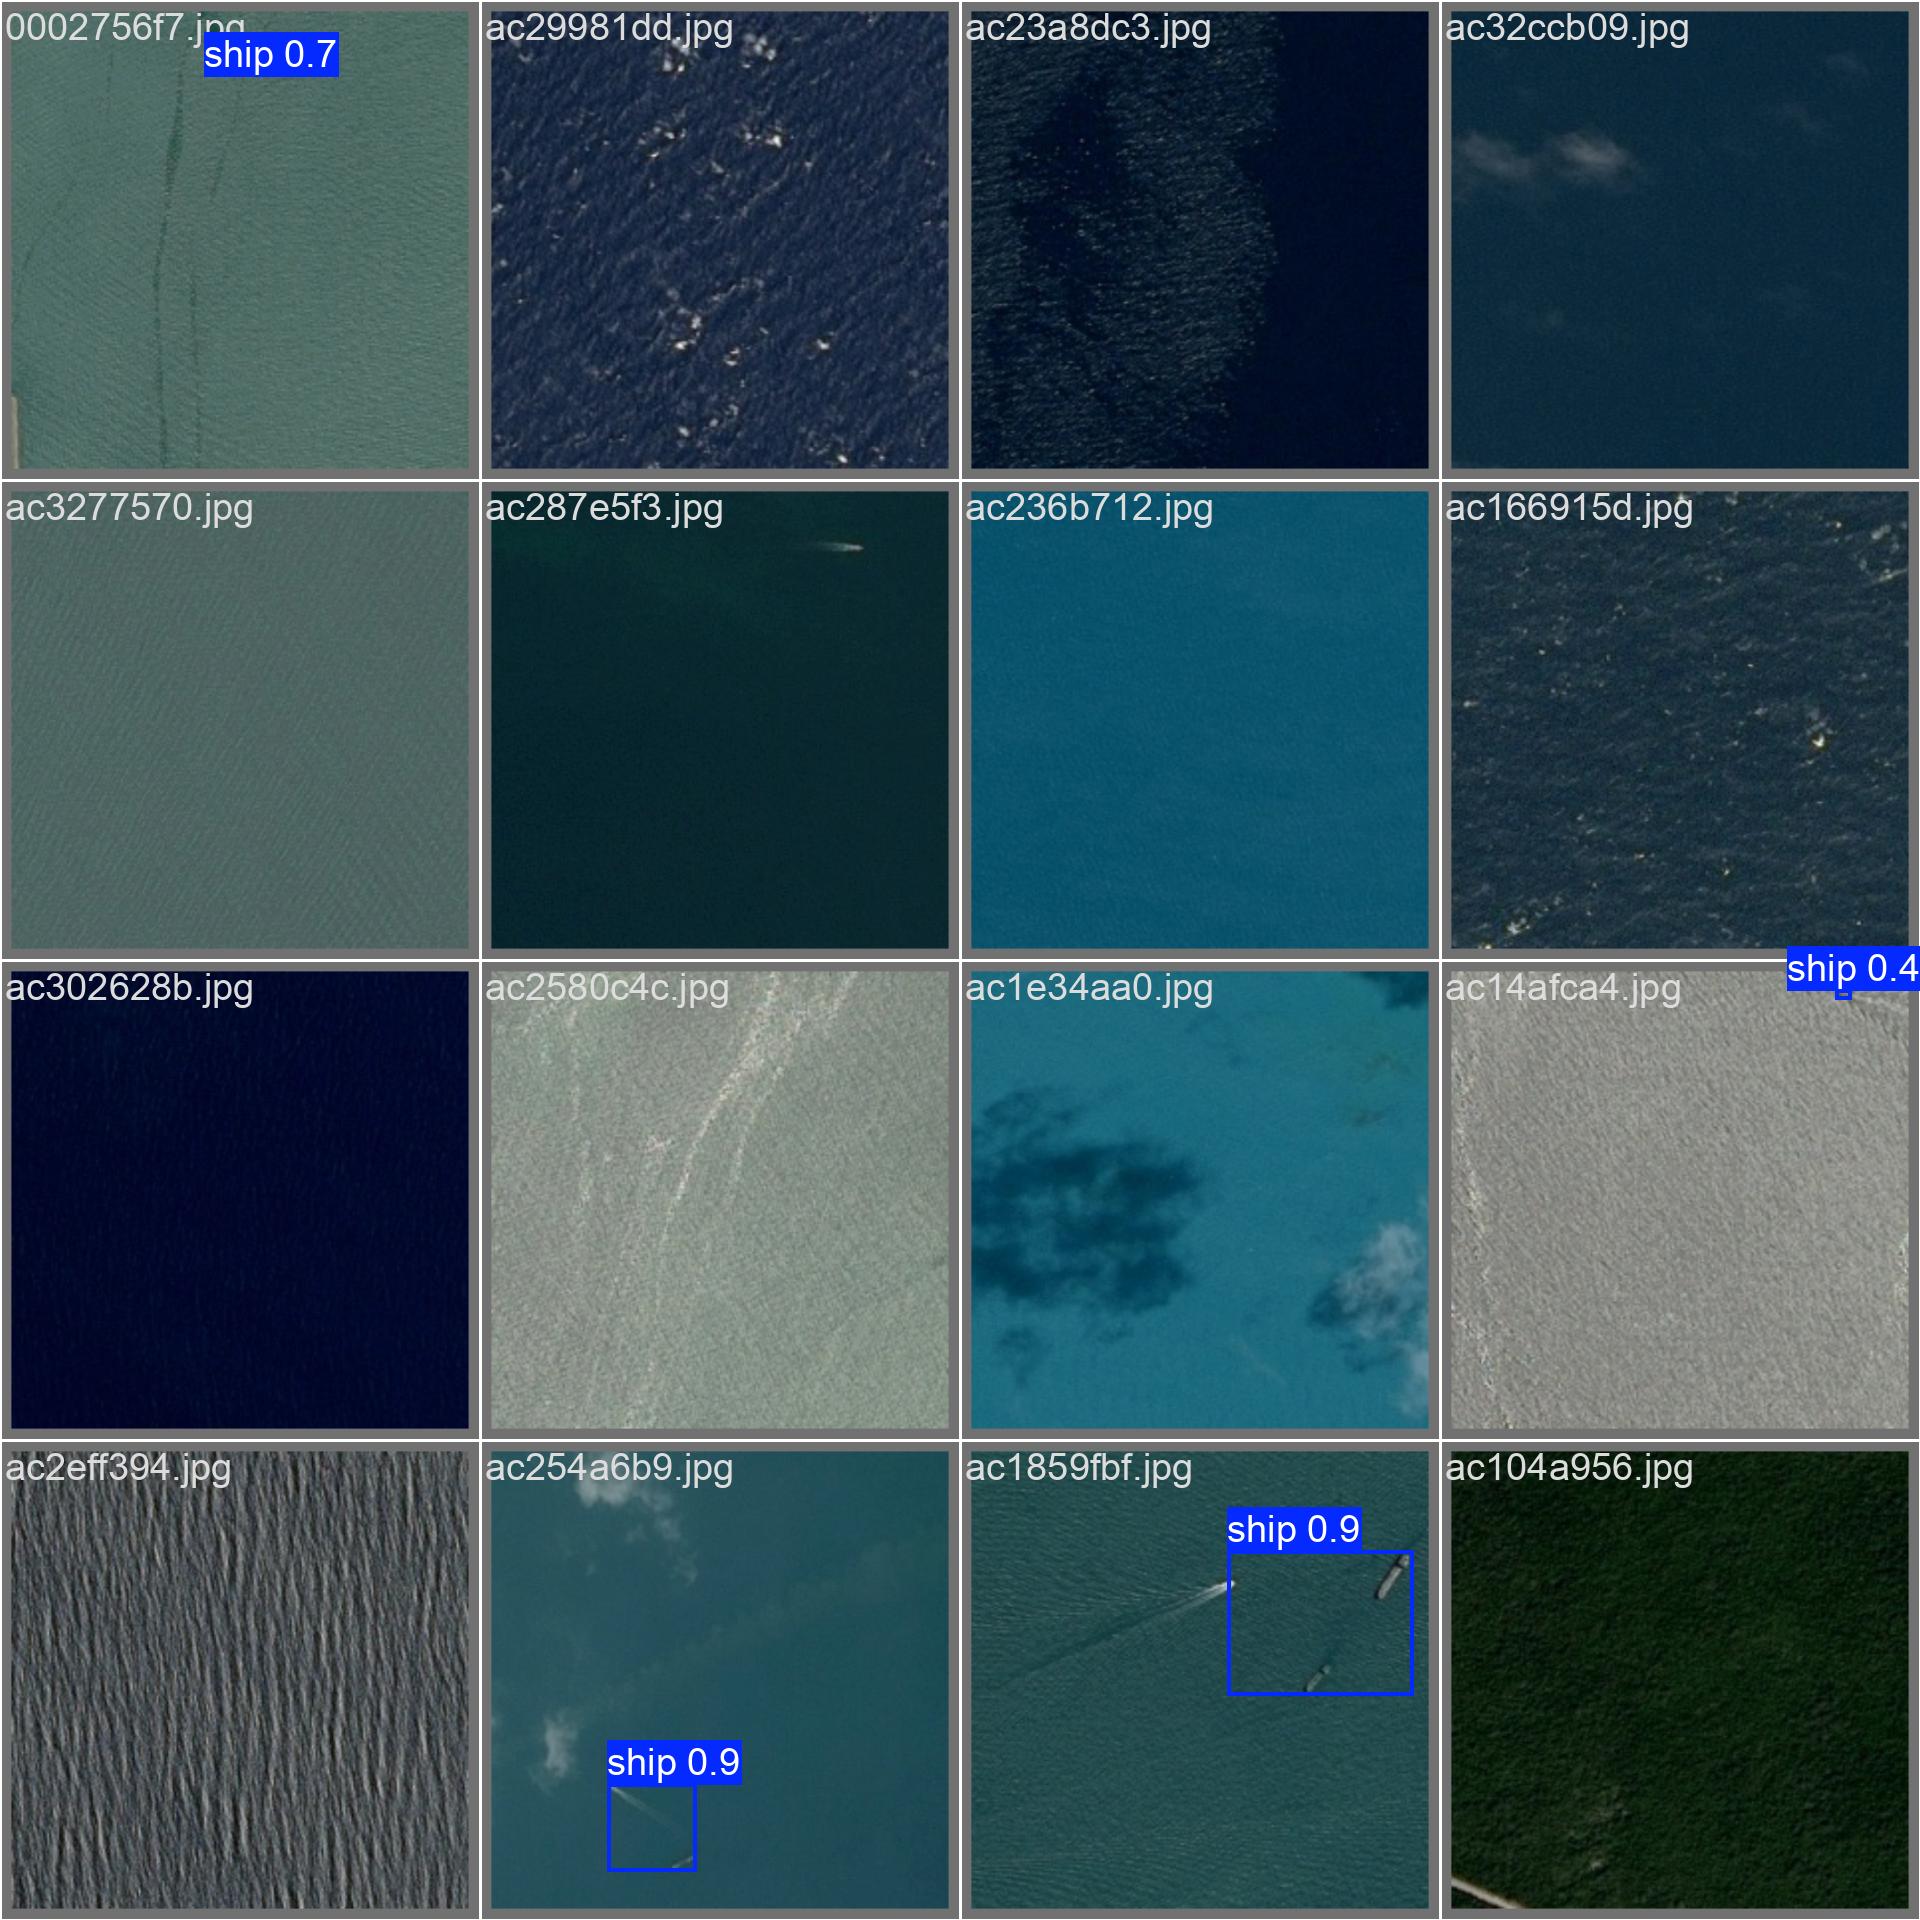 0002756f7.jpg
ship 0.7
ac29981dd.jpg
ac23a8dc3.jpg
ac32ccb09.jpg
ac3277570.jpg
ac287e5f3.jpg
ac236b712.jpg
ac166915d.jpg
ac302628b.jpg
ac2580c4c.jpg
ac1e34aa0.jpg
ac14afca4.jpg
ship 0.4
ac2eff394.jpg
ac254a6b9.jpg
ship 0.9
ac1859fbf.jpg
ship 0.9
ac104a956.jpg